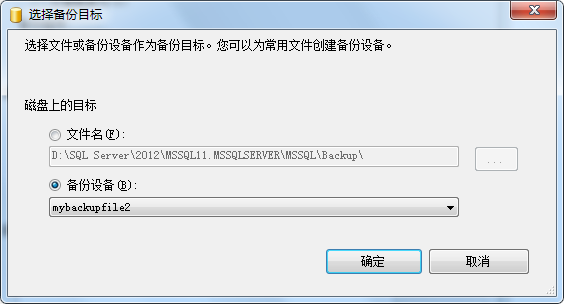 选择备份目标
选择文件或备份设备作为备份目标。您可以为常用文件创建备份设备。
磁盘上的目标
文件名(F):
D:\SQL Server\2012\MSSQL11.MSSQLSERVER\MSSQL\Backup\
...
备份设备(B):
mybackupfile2
确定
取消